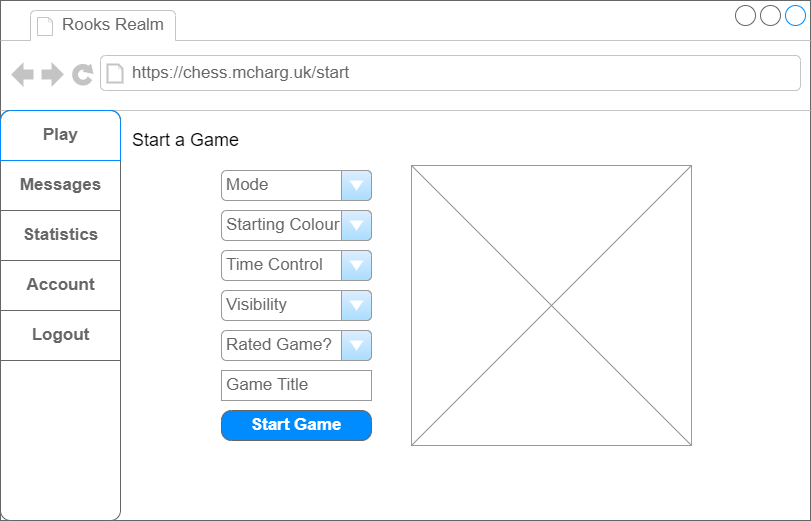 Rooks Realm
https://chess.mcharg.uk/start
Play
Messages
Statistics
Account
Logout
Start a Game
Mode
Starting Colour
Time Control
Visibility
Rated Game?
Game Title
Start Game